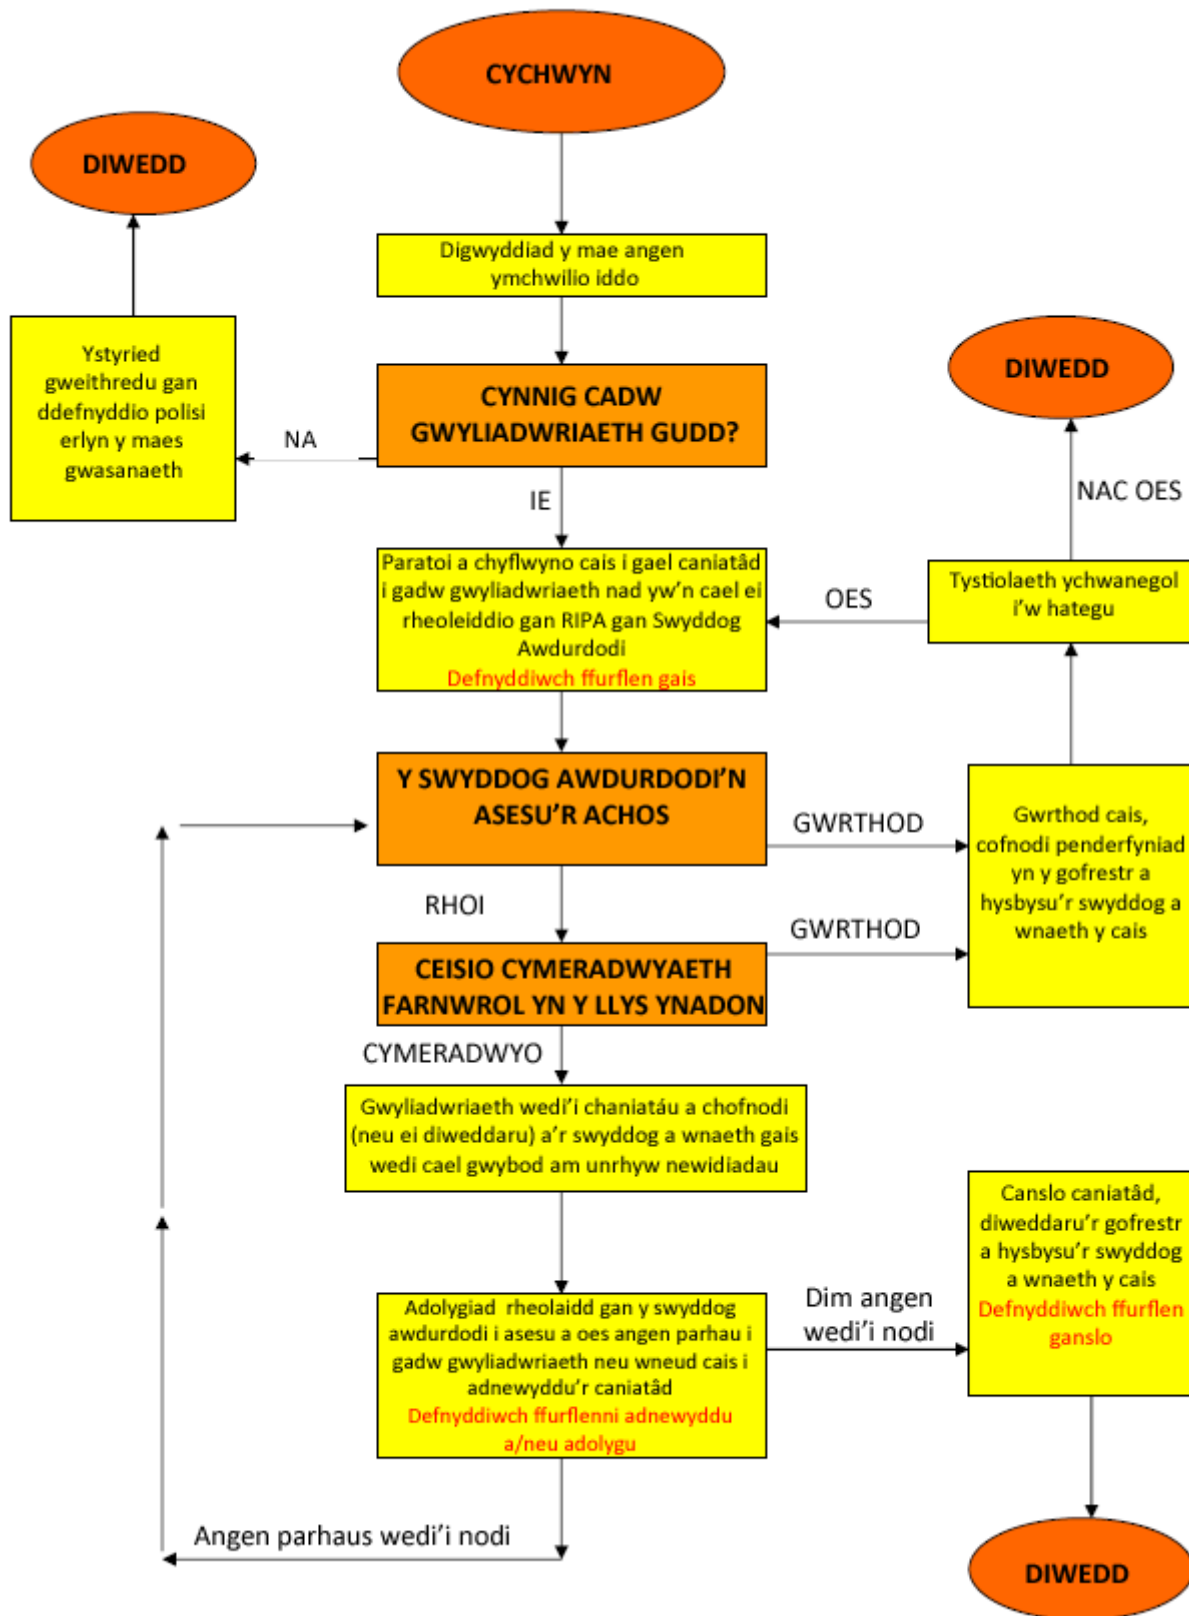 CYCHWYN
DIWEDD
Digwyddiad y mae angen
ymchwilio iddo
Ystyried
gweithredu gan
ddefnyddio polisi
erlyn y maes
gwasanaeth
NA
CYNNIG CADW
GWYLIADWRIAETH GUDD?
DIWEDD
IE
NAC OES
Paratoi a chyflwyno cais i gael caniatâd
i gadw gwyliadwriaeth nad yw'n cael ei
rheoleiddio gan RIPA gan Swyddog
Awdurdodi
Defnyddiwch ffurflen gais
OES
Tystiolaeth ychwanegol
i'w hategu
Y SWYDDOG AWDURDODI'N
ASESU'R ACHOS
GWRTHOD
Gwrthod cais,
cofnodi penderfyniad
yn y gofrestr a
hysbysu'r swyddog a
wnaeth y cais
RHOI
GWRTHOD
CEISIO CYMERADWYAETH
FARNWROL YN Y LLYS YNADON
CYMERADWYO
Gwyliadwriaeth wedi'i chaniatáu a chofnodi
(neu ei diweddaru) a'r swyddog a wnaeth gais
wedi cael gwybod am unrhyw newidiadau
Adolygiad rheolaidd gan y swyddog
awdurdodi i asesu a oes angen parhau i
gadw gwyliadwriaeth neu wneud cais i
adnewyddu'r caniatâd
Defnyddiwch ffurflenni adnewyddu
a/neu adolygu
Dim angen
wedi'i nodi
Canslo caniatâd,
diweddaru'r gofrestr
a hysbysu'r swyddog
a wnaeth y cais
Defnyddiwch ffurflen
ganslo
Angen parhaus wedi'i nodi
DIWEDD